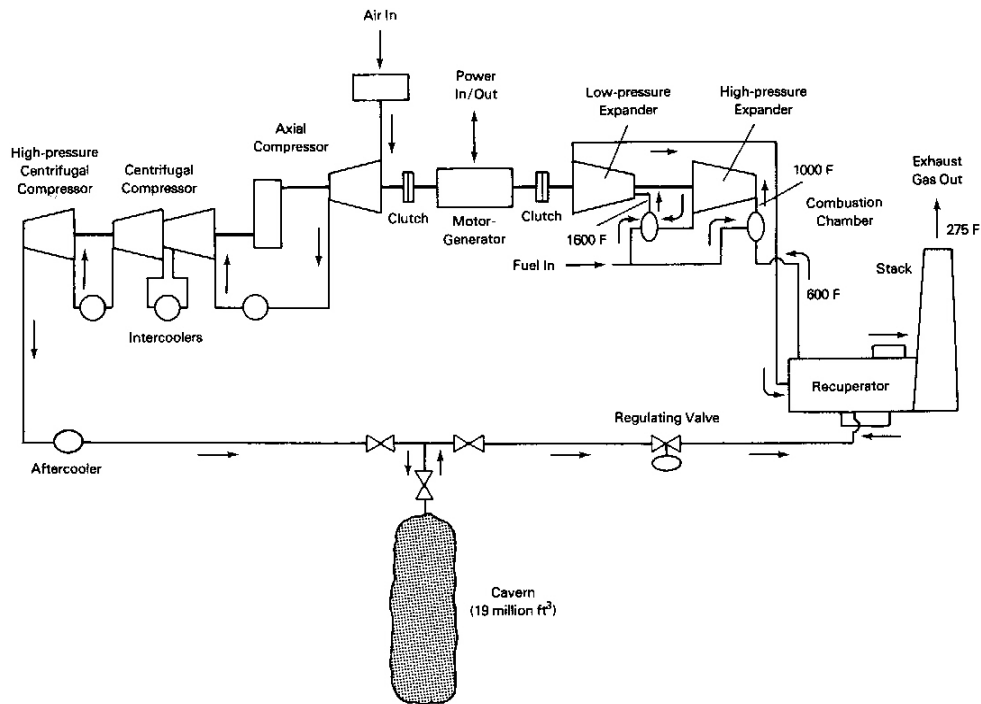 Air In
Power
In/Out
Low-pressure
Expander
High-pressure
Expander
Axial
Compressor
High-pressure
Centrifugal
Compressor
Centrifugal
Compressor
1000 F
Exhaust
Gas Out
Combustion
Chamber
275 F
Clutch
Motor-
Generator
Clutch
1600 F
Fuel In
Stack
600 F
Intercoolers
Recuperator
Regulating Valve
Aftercooler
Cavern
(19 million ft³)